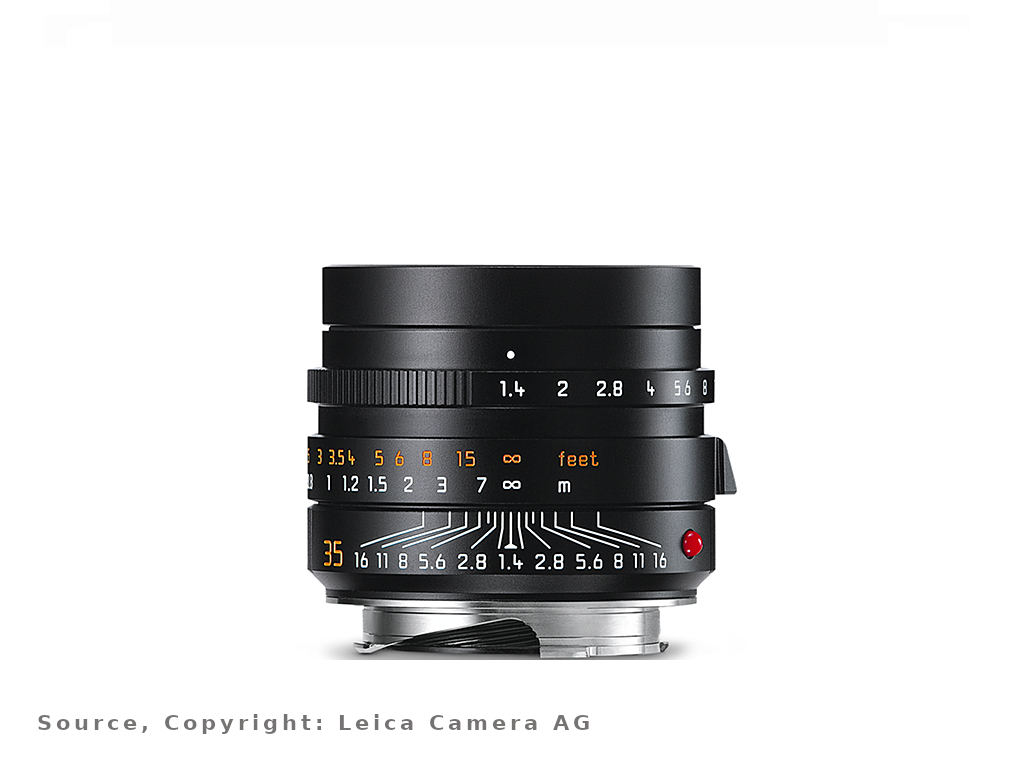 1.4 2 2.8 4 5.6 8
3 3.5 4 5 6 8 15 ∞ feet
1 1.2 1.5 2 3 7 ∞ m
35 16 11 8 5.6 2.8 1.4 2.8 5.6 8 11 16
Source, Copyright: Leica Camera AG